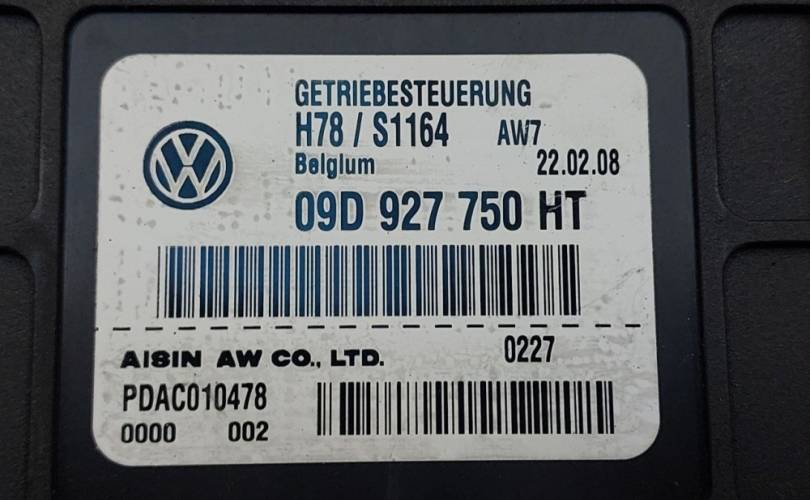 GETRIEBESTEUERUNG
H78 / S1164 AW7
Belgium 22.02.08
09D 927 750 HT
AISIN AW CO., LTD. 0227
PDAC010478
0000 002